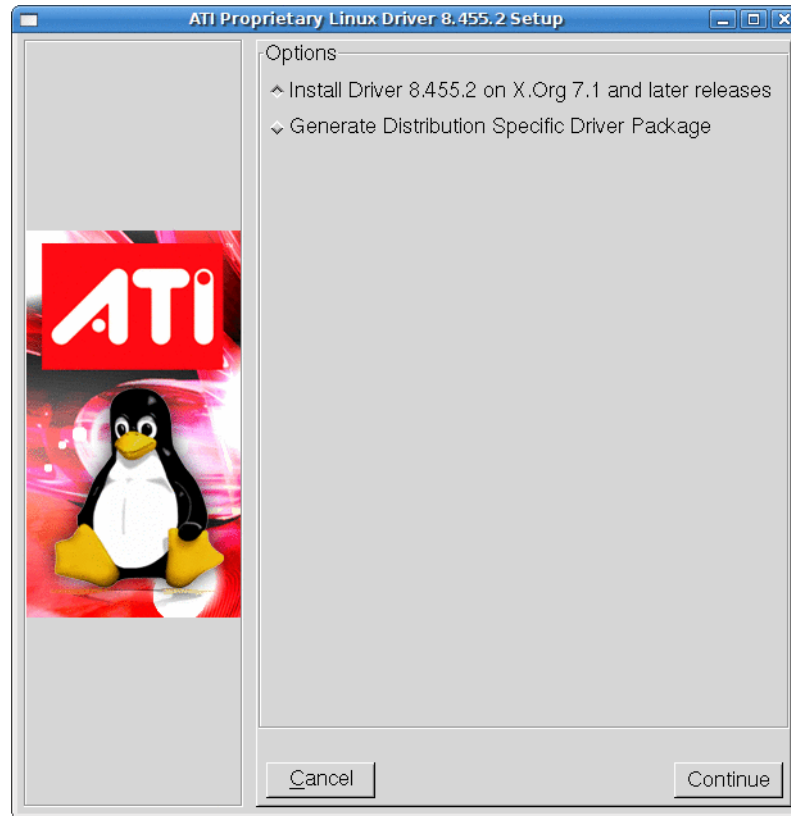 ATI Proprietary Linux Driver 8.455.2 Setup
Options
Install Driver 8.455.2 on X.Org 7.1 and later releases
Generate Distribution Specific Driver Package
ATI
Cancel
Continue